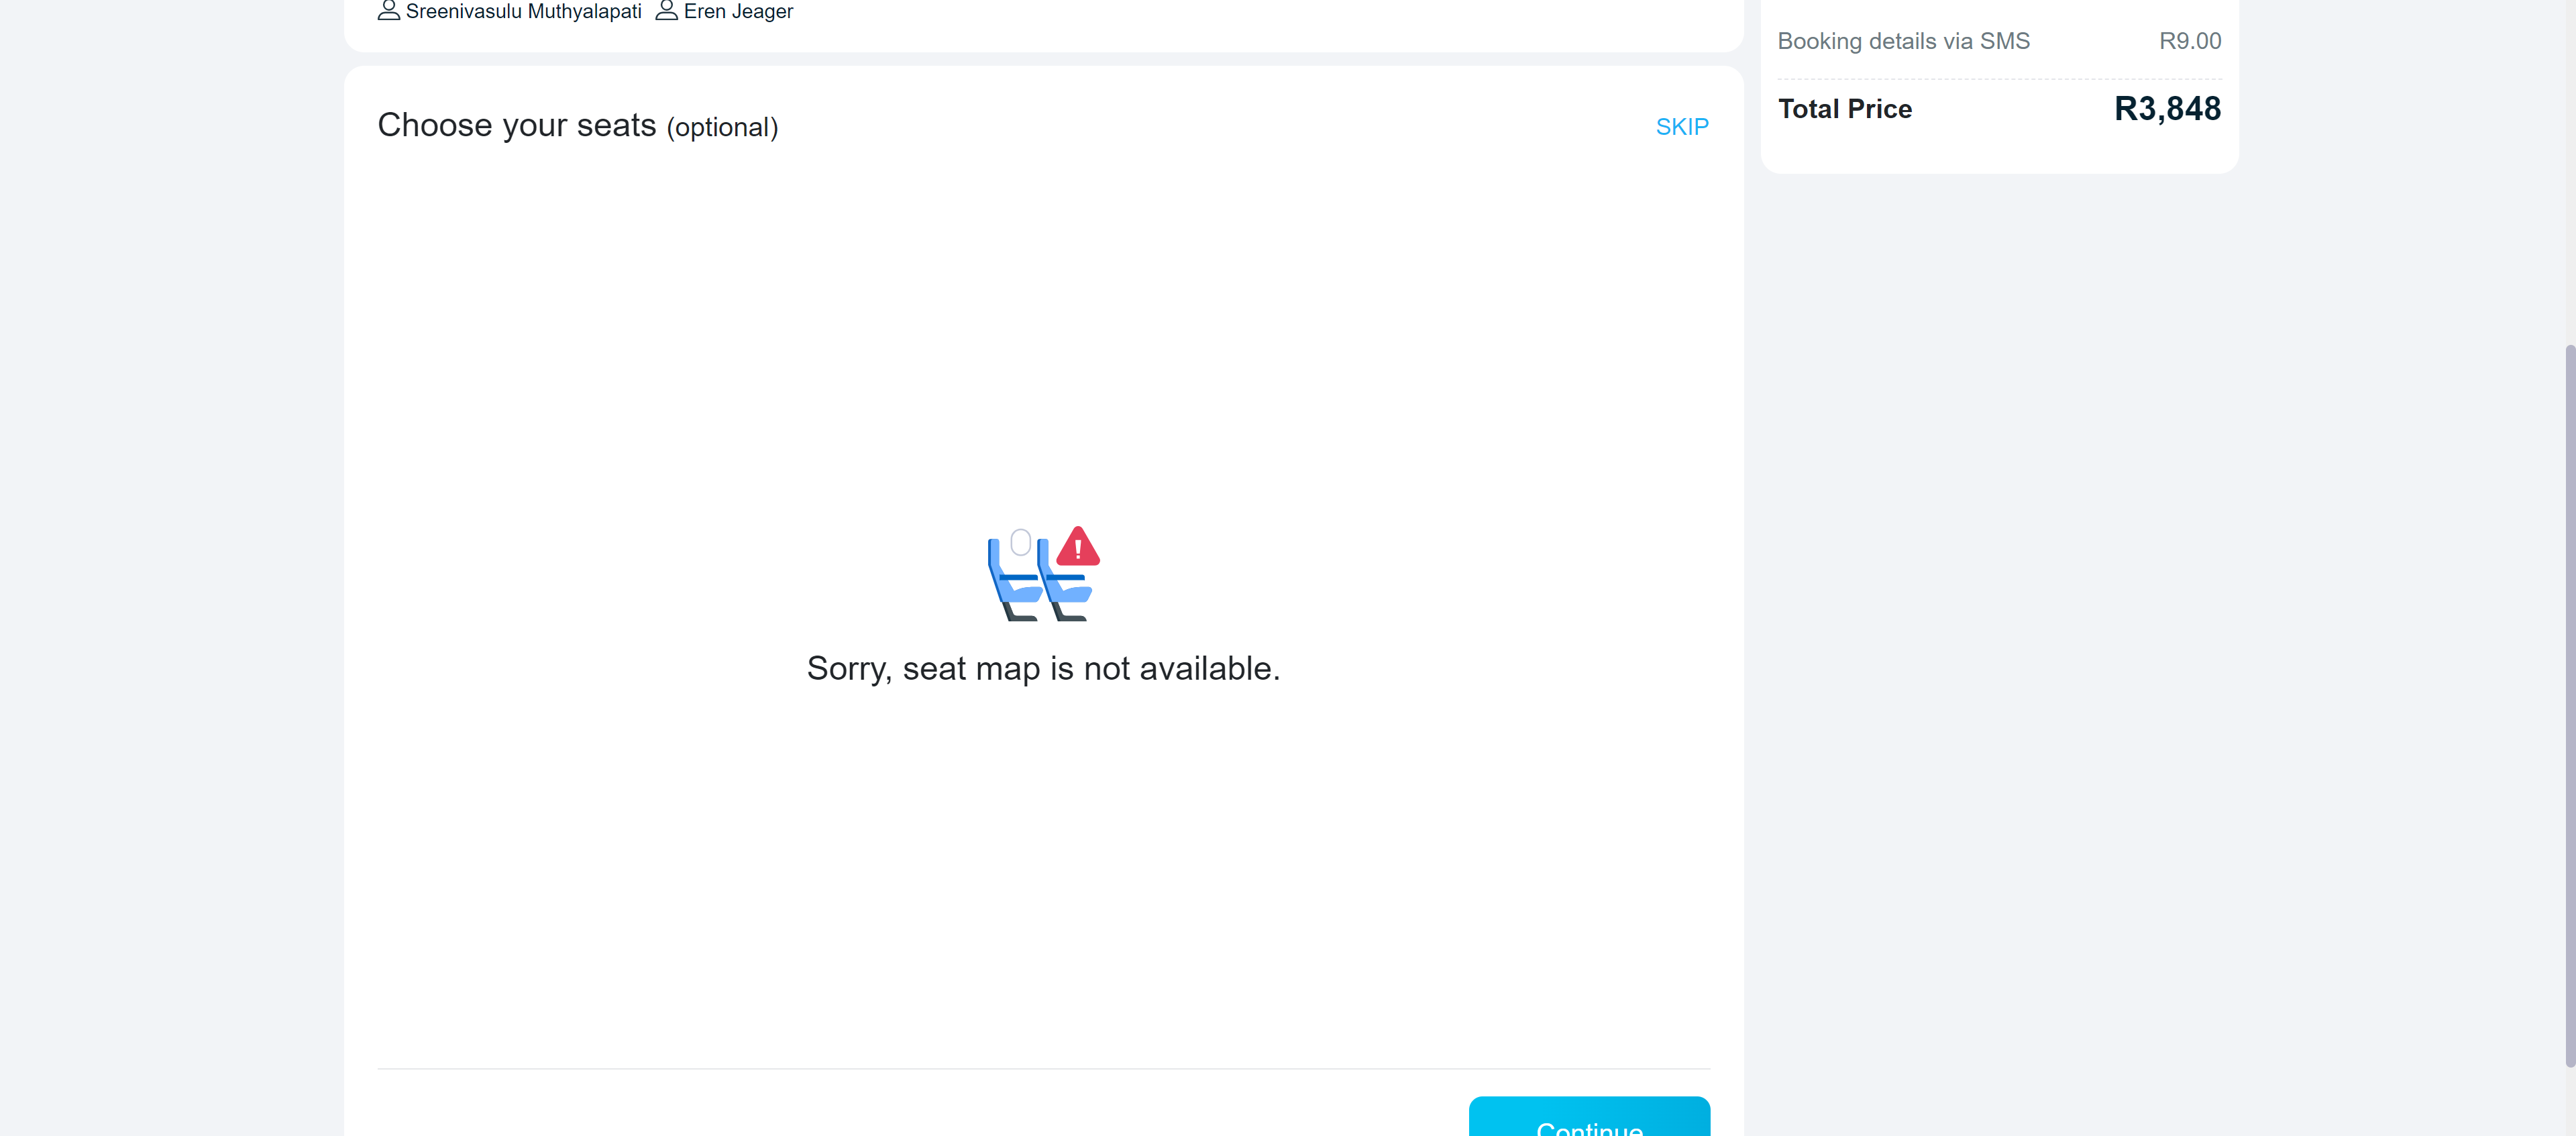 Sreenivasulu Muthyalapati Eren Jeager
Booking details via SMS R9.00
Total Price R3,848
Choose your seats (optional) SKIP
Sorry, seat map is not available.
Continue